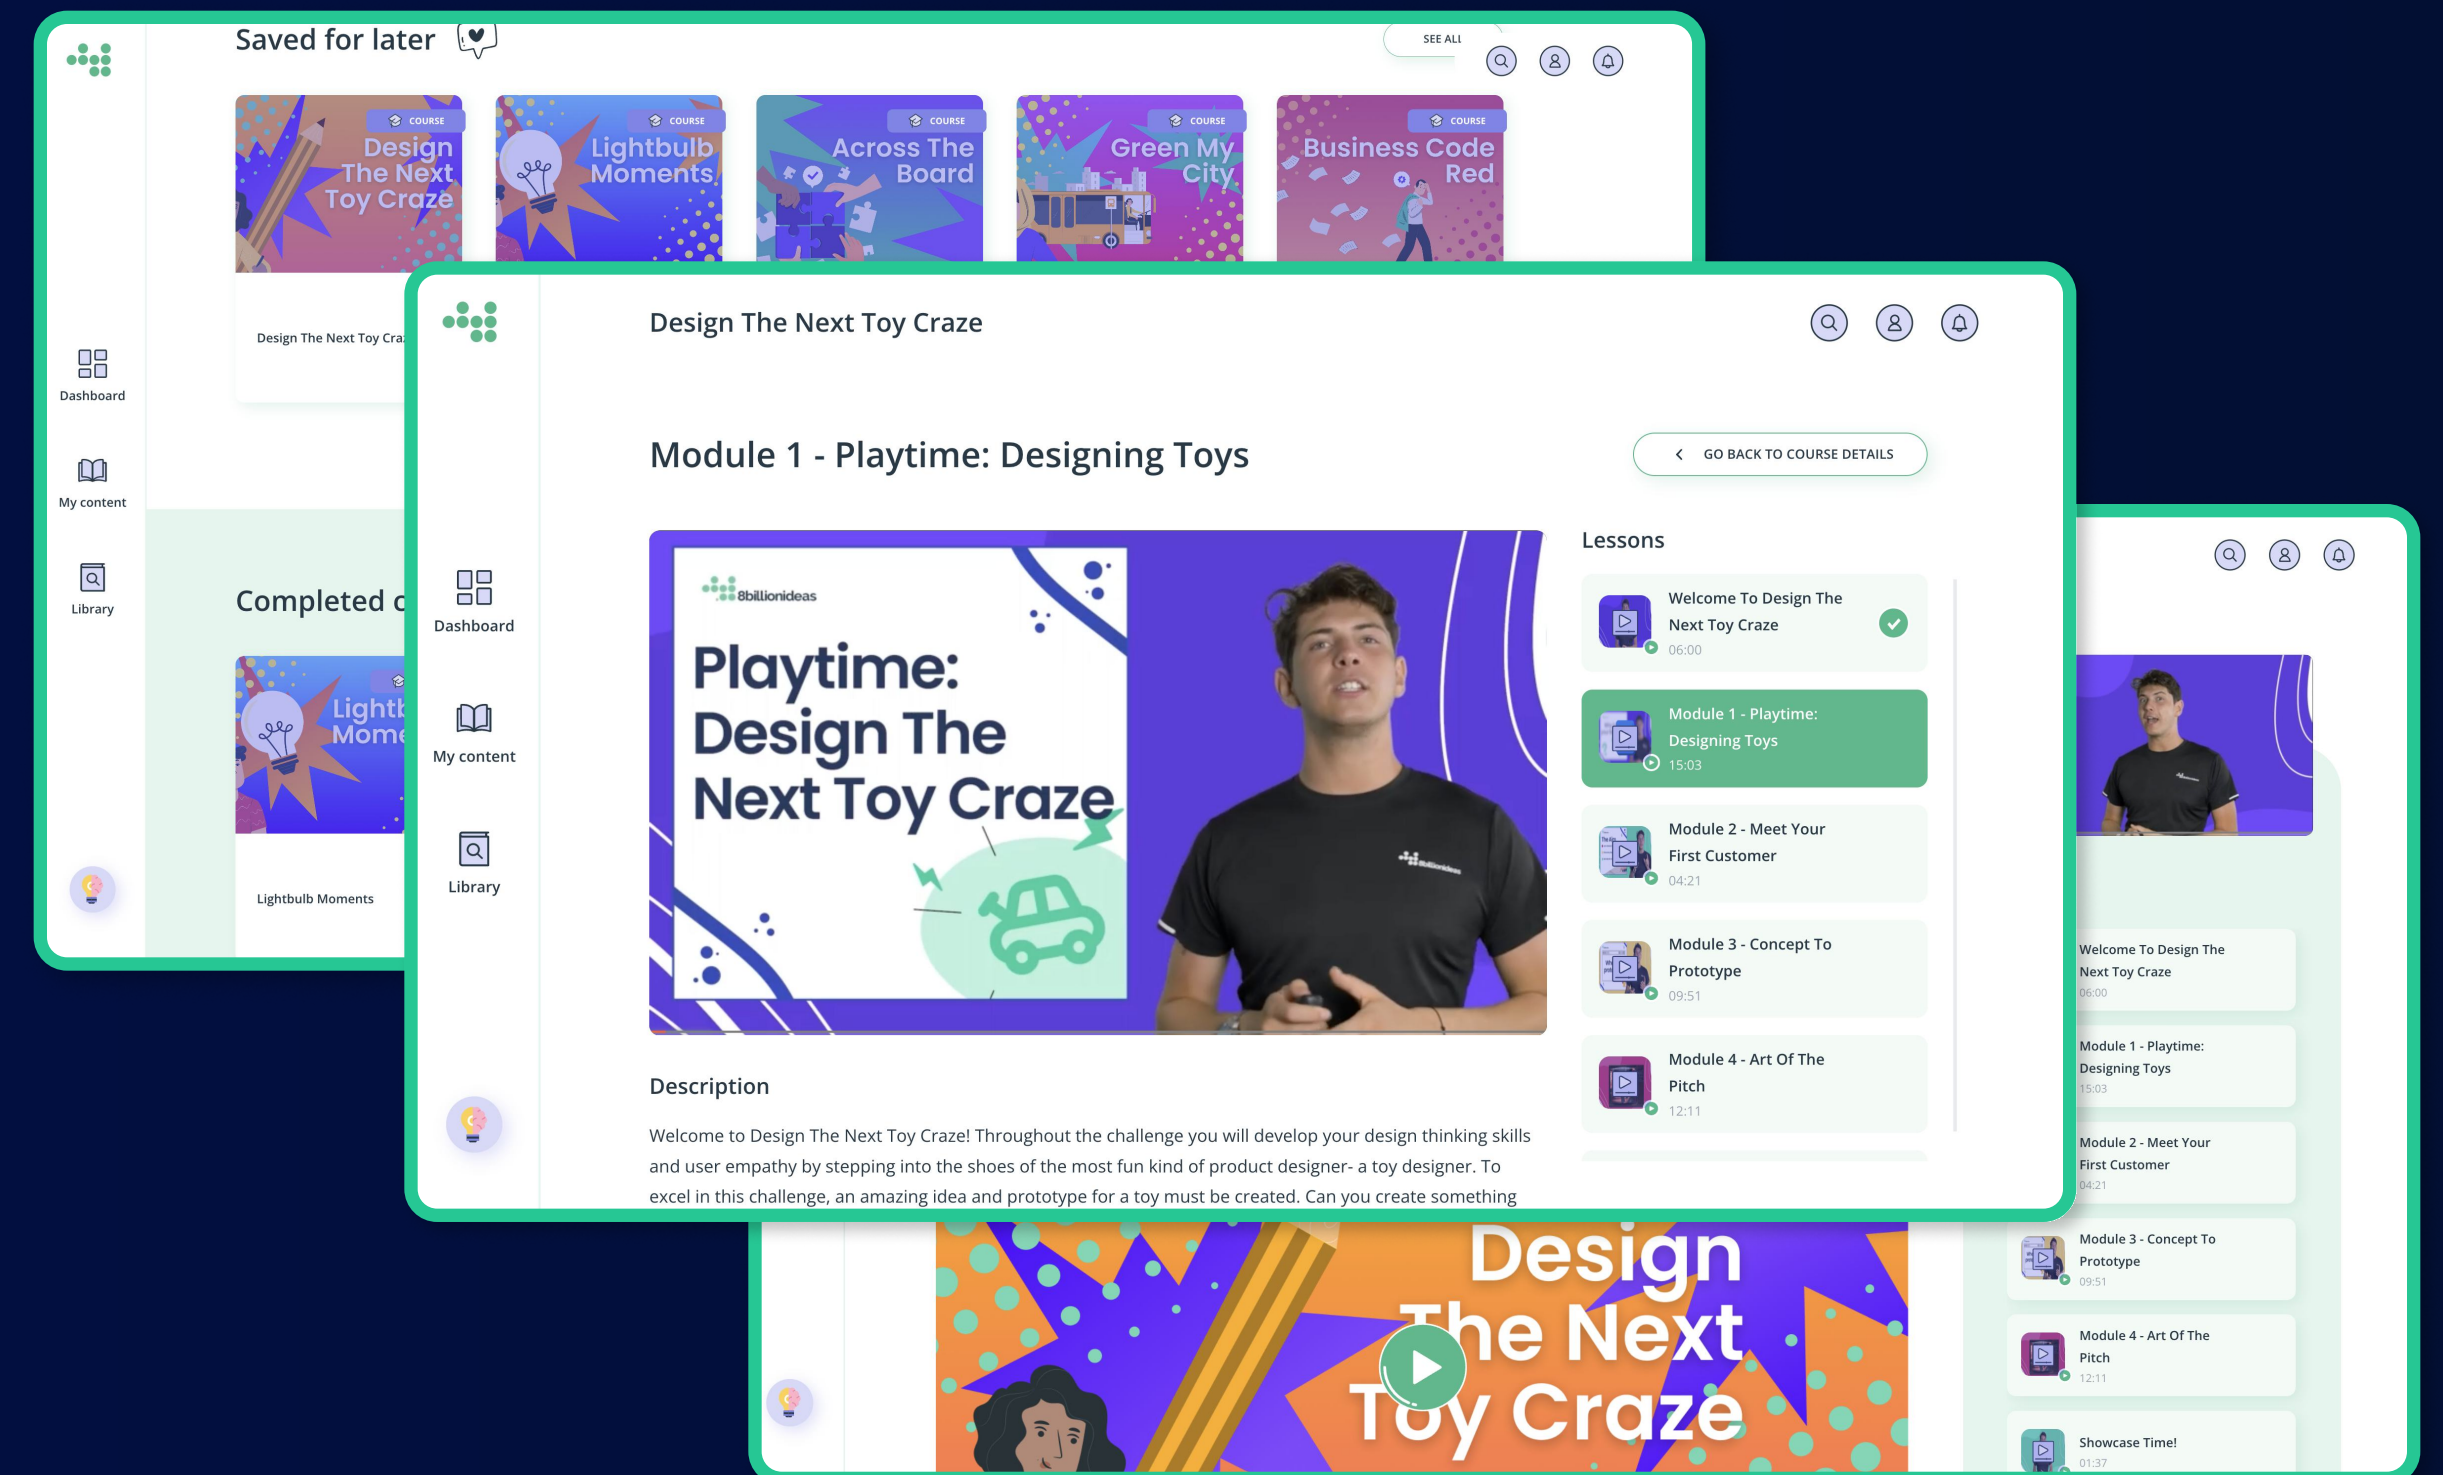 Saved for later
SEE ALL
COURSE
Design
The Next
Toy Craze
COURSE
Lightbulb
Moments
COURSE
Across The
Board
COURSE
Green My
City
COURSE
Business Code
Red
Dashboard
My content
Library
Completed
Lightbulb Moments
Design The Next Toy Craze
Dashboard
My content
Library
Module 1 - Playtime: Designing Toys
GO BACK TO COURSE DETAILS
8billionideas
Playtime:
Design The
Next Toy Craze
8billionideas
Description
Welcome to Design The Next Toy Craze! Throughout the challenge you will develop your design thinking skills
and user empathy by stepping into the shoes of the most fun kind of product designer- a toy designer. To
excel in this challenge, an amazing idea and prototype for a toy must be created. Can you create something
Lessons
Welcome To Design The
Next Toy Craze
06:00
Module 1 - Playtime:
Designing Toys
15:03
Module 2 - Meet Your
First Customer
04:21
Module 3 - Concept To
Prototype
09:51
Module 4 - Art Of The
Pitch
12:11
Design
The Next
Toy Craze
Welcome To Design The
Next Toy Craze
06:00
Module 1 - Playtime:
Designing Toys
15:03
Module 2 - Meet Your
First Customer
04:21
Module 3 - Concept To
Prototype
09:51
Module 4 - Art Of The
Pitch
12:11
Showcase Time!
01:37